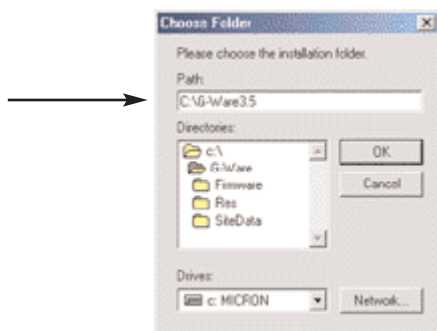 Choose Folder
Please choose the installation folder.
Path:
C:\G-Ware3.5
Directories:
c:\
G-Ware
Firmware
Res
SiteData
OK
Cancel
Drives:
c: MICRON
Network...